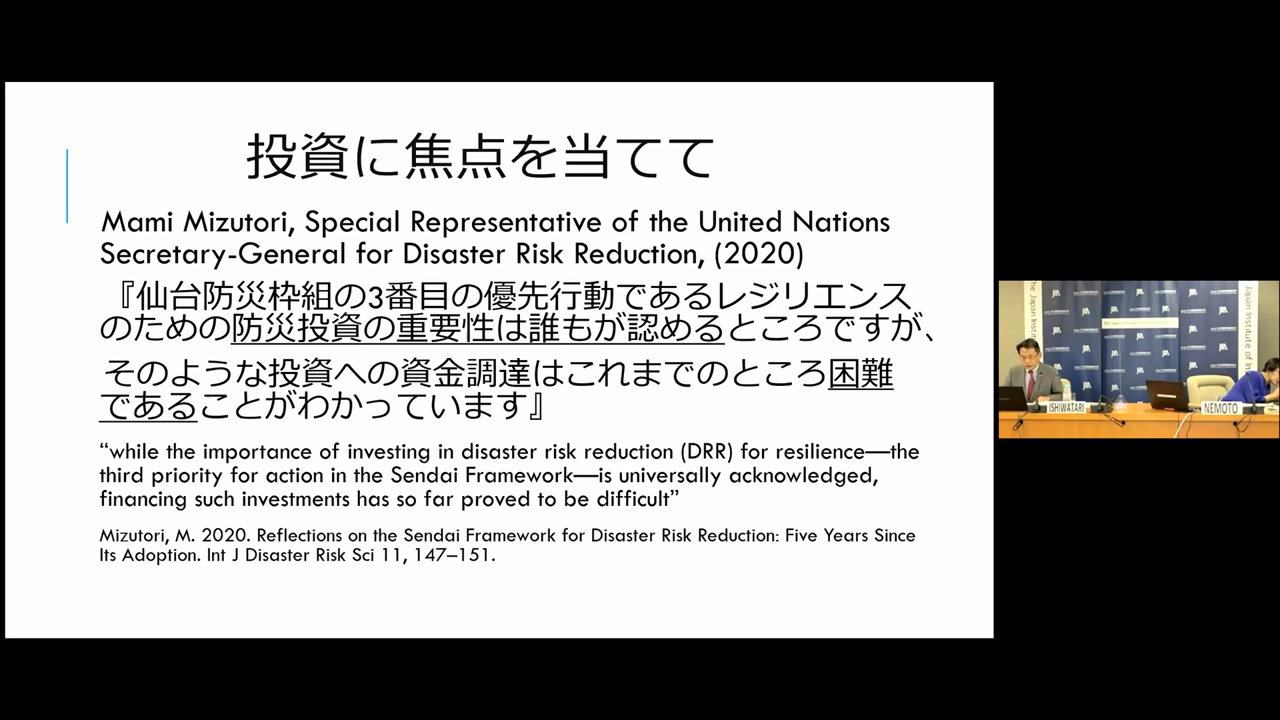 投資に焦点を当てて
Mami Mizutori, Special Representative of the United Nations
Secretary-General for Disaster Risk Reduction, (2020)
『仙台防災枠組の3番目の優先行動であるレジリエンス
のための防災投資の重要性は誰もが認めるところですが、
そのような投資への資金調達はこれまでのところ困難
であることがわかっています』
“while the importance of investing in disaster risk reduction (DRR) for resilience—the
third priority for action in the Sendai Framework—is universally acknowledged,
financing such investments has so far proved to be difficult”
Mizutori, M. 2020. Reflections on the Sendai Framework for Disaster Risk Reduction: Five Years Since
Its Adoption. Int J Disaster Risk Sci 11, 147–151.
The Japan Instit
Japan Institute of I
ISHIWATARI
NEMOTO